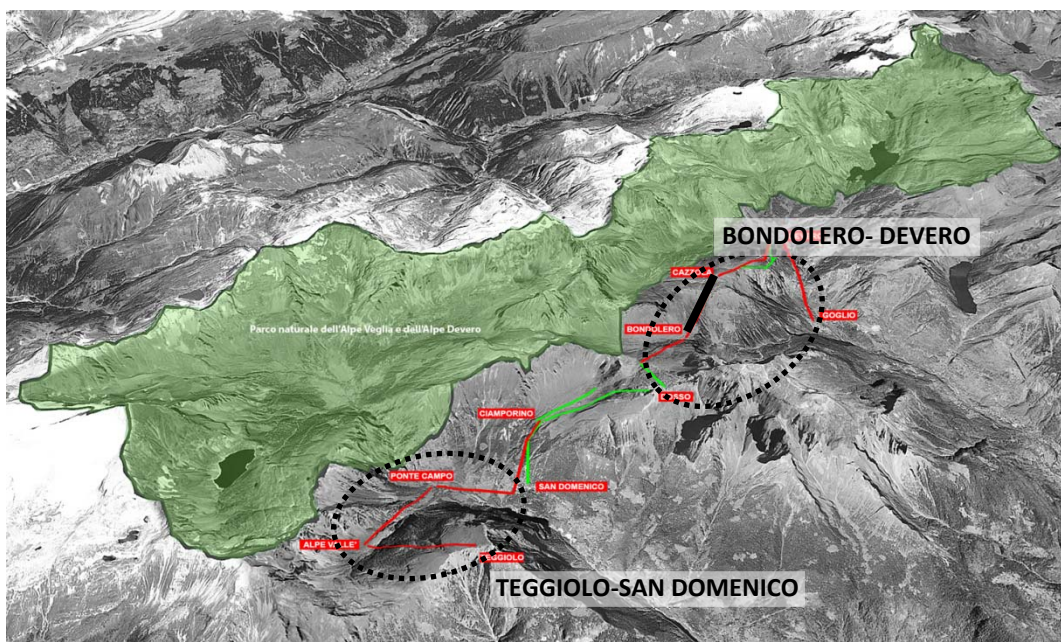 BONDOLERO- DEVERO
CAZZOLA
GOGLIO
BONDOLERO
Parco naturale dell'Alpe Veglia e dell'Alpe Devero
DOSSO
CIAMPORINO
PONTE CAMPO
SAN DOMENICO
ALPE VALLE'
TEGGIOLO
TEGGIOLO-SAN DOMENICO